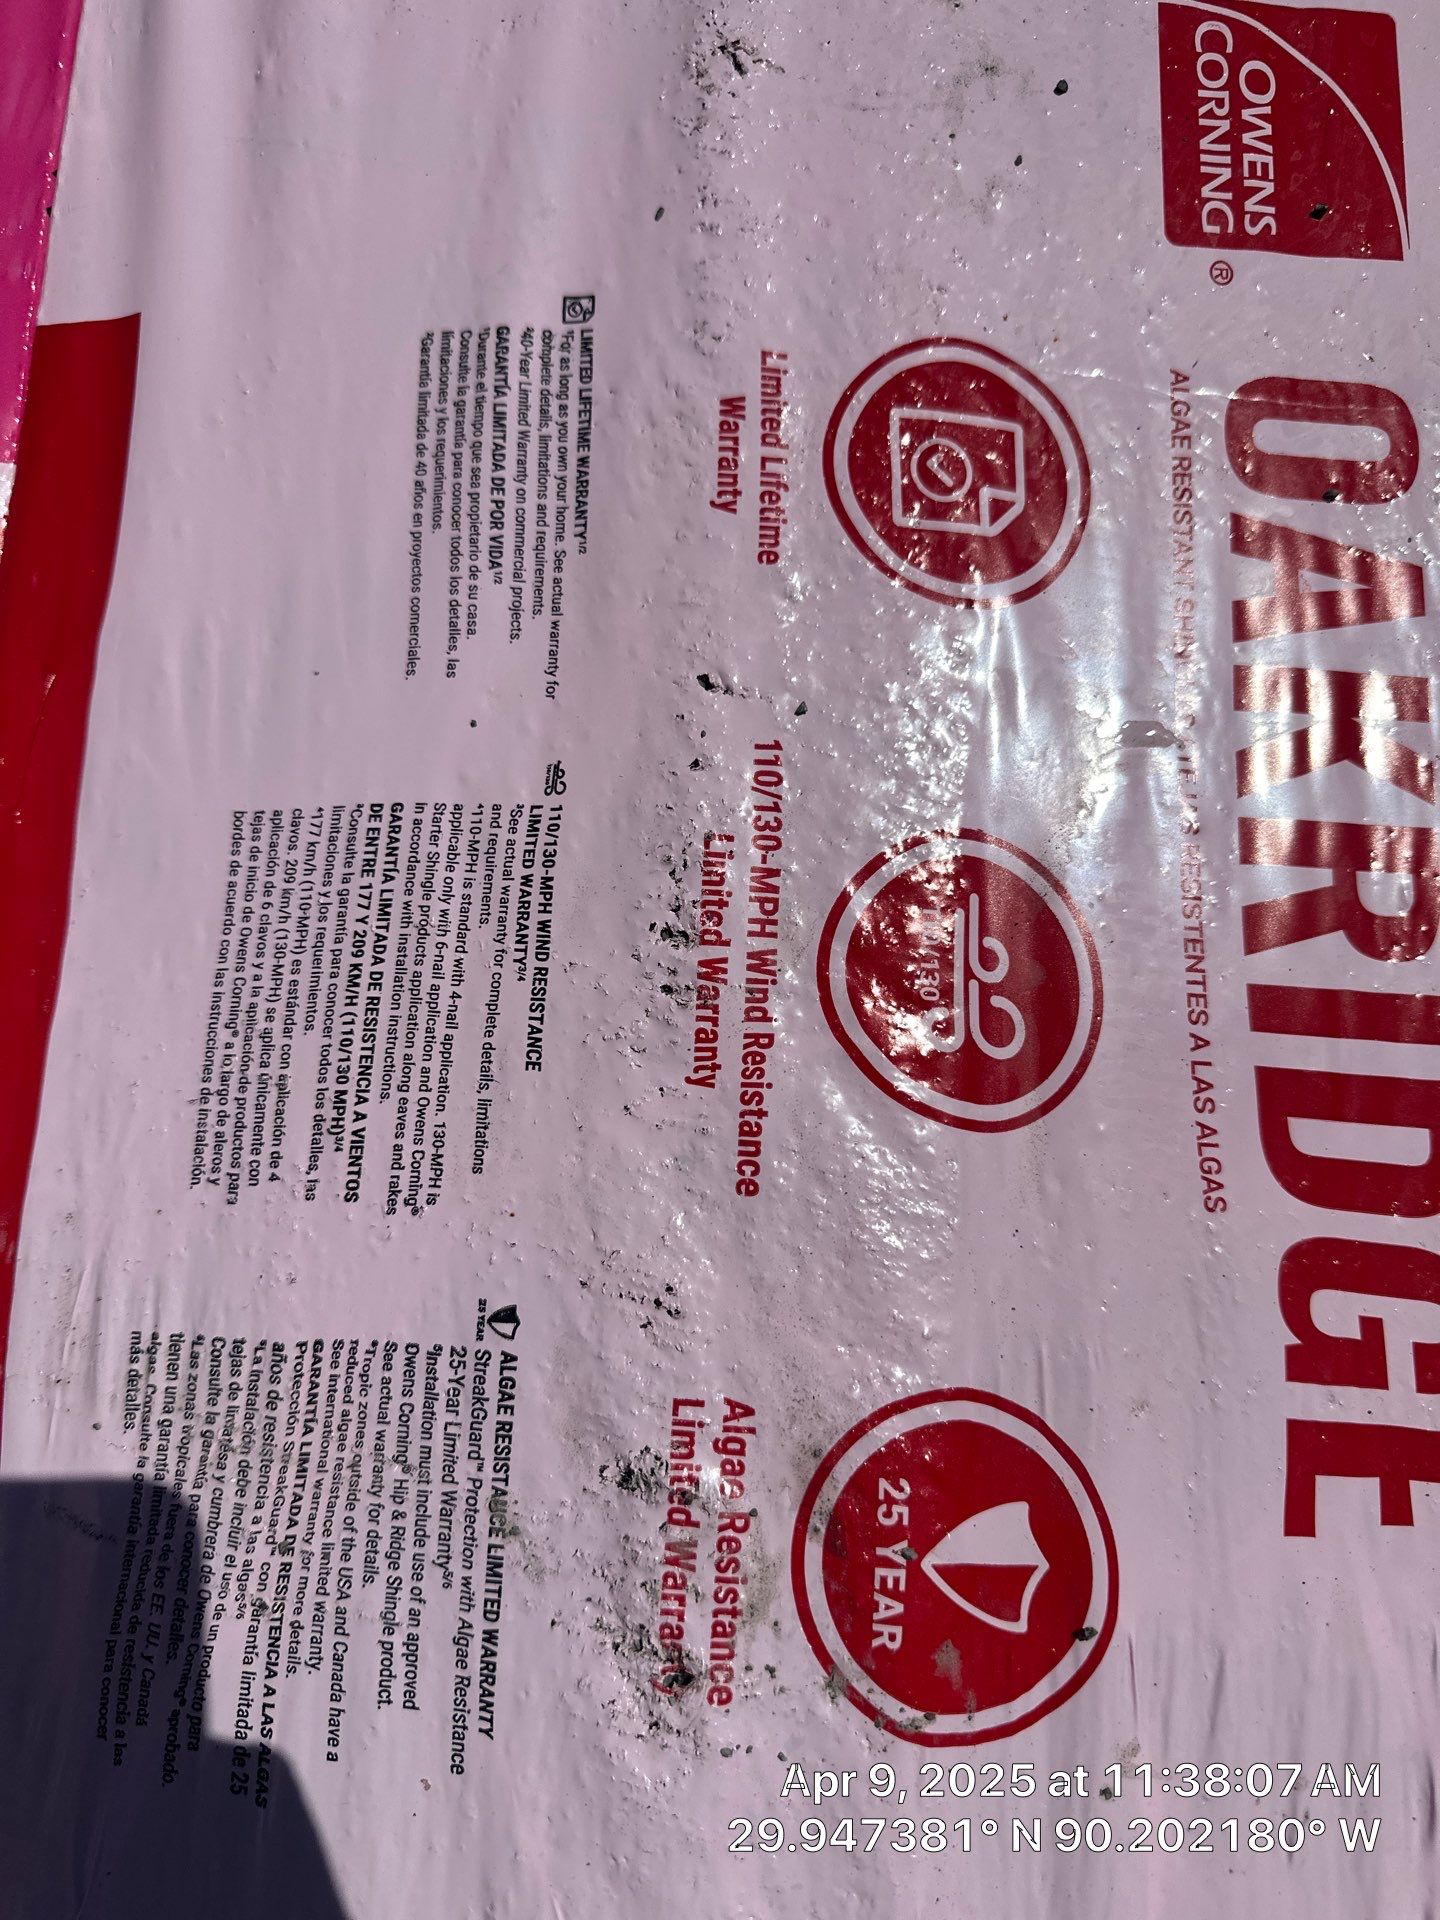 OWENS
CORNING®
OAKRIDGE
ALGAE RESISTANT SHIN RESISTENTES A LAS ALGAS
Limited Lifetime
Warranty
110/130
110/130-MPH Wind Resistance
Limited Warranty
25 YEAR
Algae Resistance
Limited Warranty
LIMITED LIFETIME WARRANTY¹/²
¹For as long as you own your home. See actual warranty for
complete details, limitations and requirements.
²40-Year Limited Warranty on commercial projects.
GARANTÍA LIMITADA DE POR VIDA¹/²
¹Durante el tiempo que sea propietario de su casa.
Consulte la garantía para conocer todos los detalles, las
limitaciones y los requerimientos.
²Garantía limitada de 40 años en proyectos comerciales.
110/130-MPH WIND RESISTANCE
LIMITED WARRANTY³/⁴
³See actual warranty for complete details, limitations
and requirements.
⁴110-MPH is standard with 4-nail application. 130-MPH is
applicable only with 6-nail application and Owens Corning®
Starter Shingle products application along eaves and rakes
in accordance with installation instructions.
GARANTÍA LIMITADA DE RESISTENCIA A VIENTOS
DE ENTRE 177 Y 209 KM/H (110/130 MPH)³/⁴
³Consulte la garantía para conocer todos los detalles, las
limitaciones y los requerimientos.
⁴177 km/h (110-MPH) es estándar con aplicación de 4
clavos. 209 km/h (130-MPH) se aplica únicamente con
aplicación de 6 clavos y a la aplicación de productos para
tejas de inicio de Owens Corning® a lo largo de aleros y
bordes de acuerdo con las instrucciones de instalación.
25 YEAR
ALGAE RESISTANCE LIMITED WARRANTY
StreakGuard™ Protection with Algae Resistance
25-Year Limited Warranty⁵/⁶
⁵Installation must include use of an approved
Owens Corning® Hip & Ridge Shingle product.
See actual warranty for details.
⁶Tropic zones outside of the USA and Canada have a
reduced algae resistance limited warranty.
See international warranty for more details.
GARANTÍA LIMITADA DE RESISTENCIA A LAS ALGAS
Protección StreakGuard™ con garantía limitada de 25
años de resistencia a las algas⁵/⁶
⁵La instalación debe incluir el uso de un producto para
tejas de limatesa y cumbrera de Owens Corning® aprobado.
Consulte la garantía para conocer detalles.
⁶Las zonas tropicales fuera de los EE. UU. y Canadá
tienen una garantía limitada reducida de resistencia a las
algas. Consulte la garantía internacional para conocer
más detalles.
Apr 9, 2025 at 11:38:07 AM
29.947381° N 90.202180° W